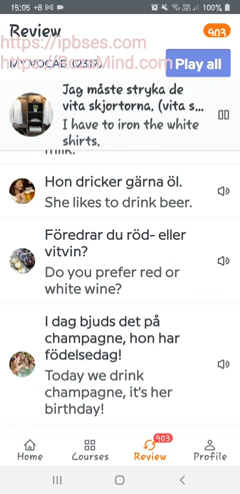 15:05 +8
100%
Review
903
https://ipbses.com
MY VOCAB (2317)
Play all
Jag måste stryka de
vita skjortorna. (vita s...
I have to iron the white
shirts.
milk.
Hon dricker gärna öl.
She likes to drink beer.
Föredrar du röd- eller
vitvin?
Do you prefer red or
white wine?
I dag bjuds det på
champagne, hon har
födelsedag!
Today we drink
champagne, it's her
birthday!
903
Home
Courses
Review
Profile